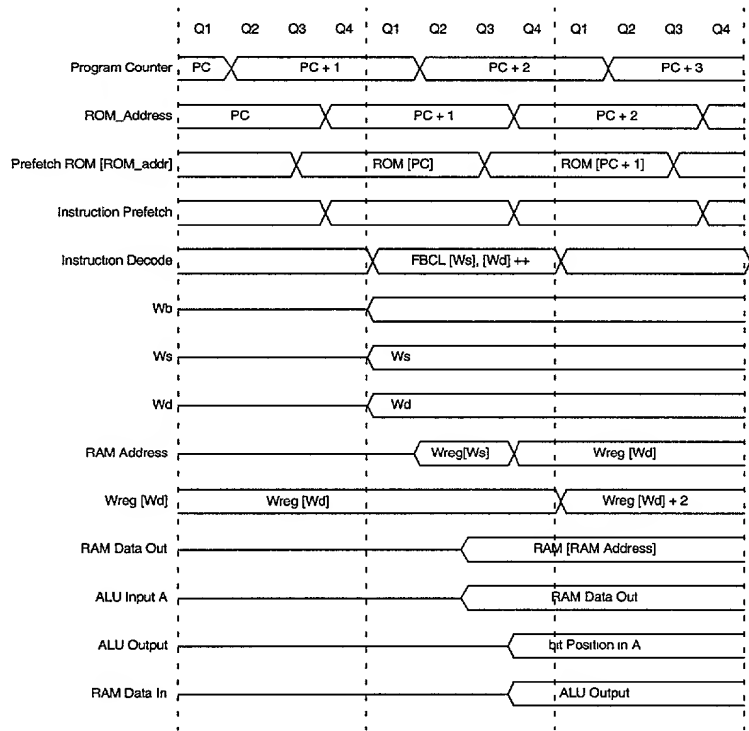 Q1 Q2 Q3 Q4 Q1 Q2 Q3 Q4 Q1 Q2 Q3 Q4
Program Counter PC PC + 1 PC + 2 PC + 3
ROM_Address PC PC + 1 PC + 2
Prefetch ROM [ROM_addr] ROM [PC] ROM [PC + 1]
Instruction Prefetch
Instruction Decode FBCL [Ws], [Wd] ++
Wb
Ws Ws
Wd Wd
RAM Address Wreg[Ws] Wreg [Wd]
Wreg [Wd] Wreg [Wd] Wreg [Wd] + 2
RAM Data Out RAM [RAM Address]
ALU Input A RAM Data Out
ALU Output bit Position in A
RAM Data In ALU Output